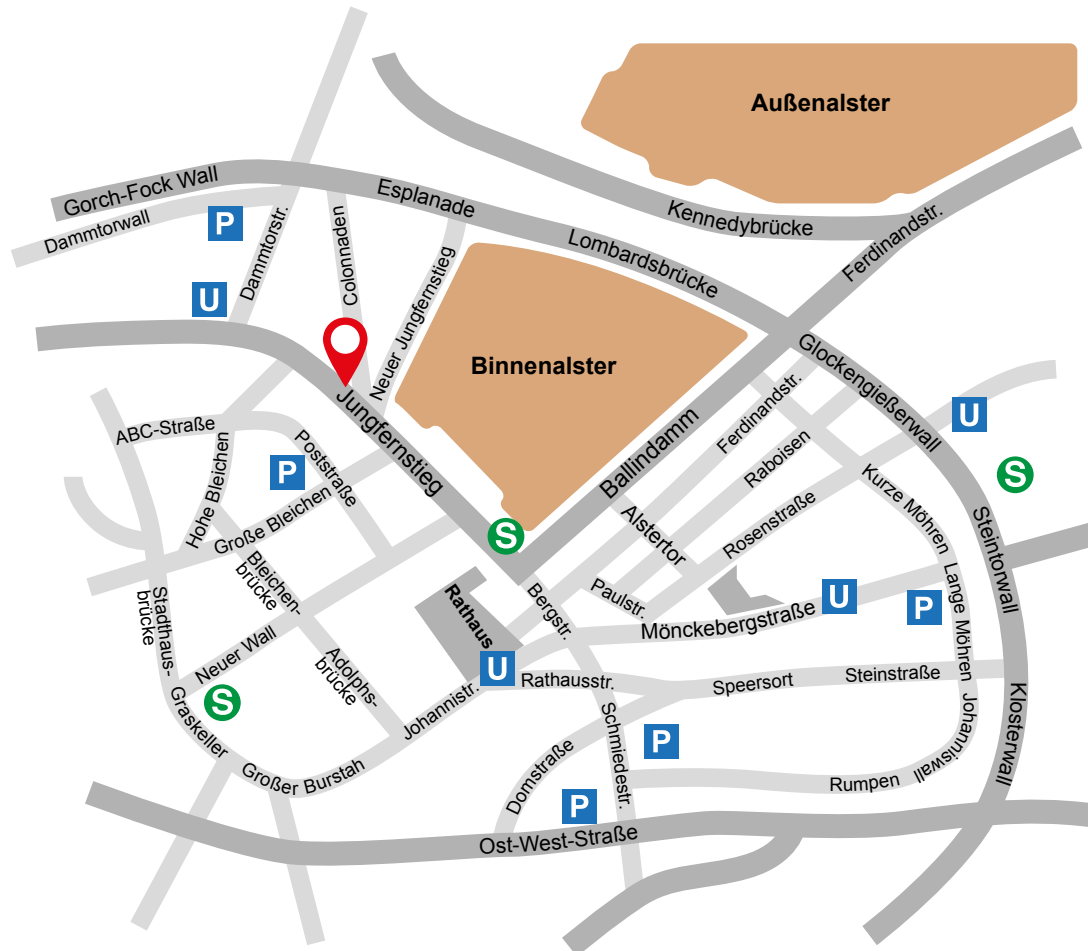 Außenalster
Gorch-Fock Wall
Esplanade
Kennedybrücke
Ferdinandstr.
Dammtorwall
P
Dammtorstr.
Colonnaden
Lombardsbrücke
U
Neuer Jungfernstieg
Binnenalster
Glockengießerwall
Jungfernstieg
Ballindamm
Ferdinandstr.
Raboisen
U
ABC-Straße
Poststraße
P
Hohe Bleichen
Große Bleichen
S
Kurze Möhren
Rosenstraße
Alstertor
S
Steintorwall
Bleichen-
brücke
Stadthaus-
brücke
Rathaus
Bergstr.
Paulstr.
U
P
Lange Möhren
Mönckebergstraße
Neuer Wall
Adolphs-
brücke
U
Rathausstr.
Speersort
Steinstraße
S
Graskeller
Johannistr.
Schmiedestr.
Johanniswall
Klosterwall
P
Großer Burstah
Domstraße
Rumpen
P
Ost-West-Straße